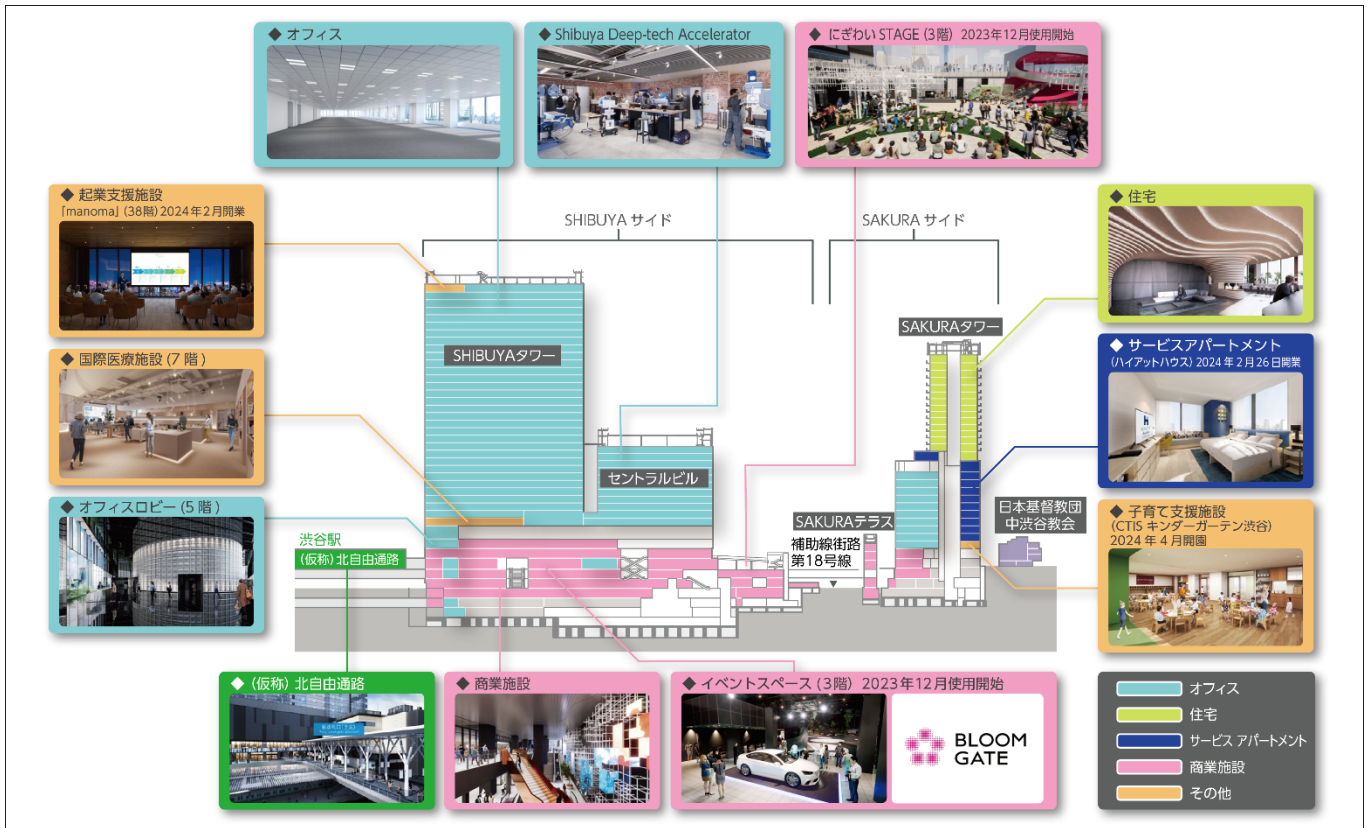 ◆ オフィス
◆ Shibuya Deep-tech Accelerator
◆ にぎわいSTAGE (3階) 2023年12月使用開始
◆ 起業支援施設
「manoma」(38階) 2024年2月開業
SHIBUYA サイド
SAKURA サイド
◆ 住宅
SAKURAタワー
◆ サービスアパートメント
(ハイアットハウス) 2024年2月26日開業
SHIBUYAタワー
◆ 国際医療施設 (7階)
セントラルビル
◆ オフィスロビー (5階)
SAKURAテラス
日本基督教団
中渋谷教会
◆ 子育て支援施設
(CTIS キンダーガーテン渋谷)
2024年4月開園
渋谷駅
(仮称) 北自由通路
補助線街路
第18号線
◆ (仮称) 北自由通路
◆ 商業施設
◆ イベントスペース (3階) 2023年12月使用開始
BLOOM
GATE
オフィス
住宅
サービス アパートメント
商業施設
その他